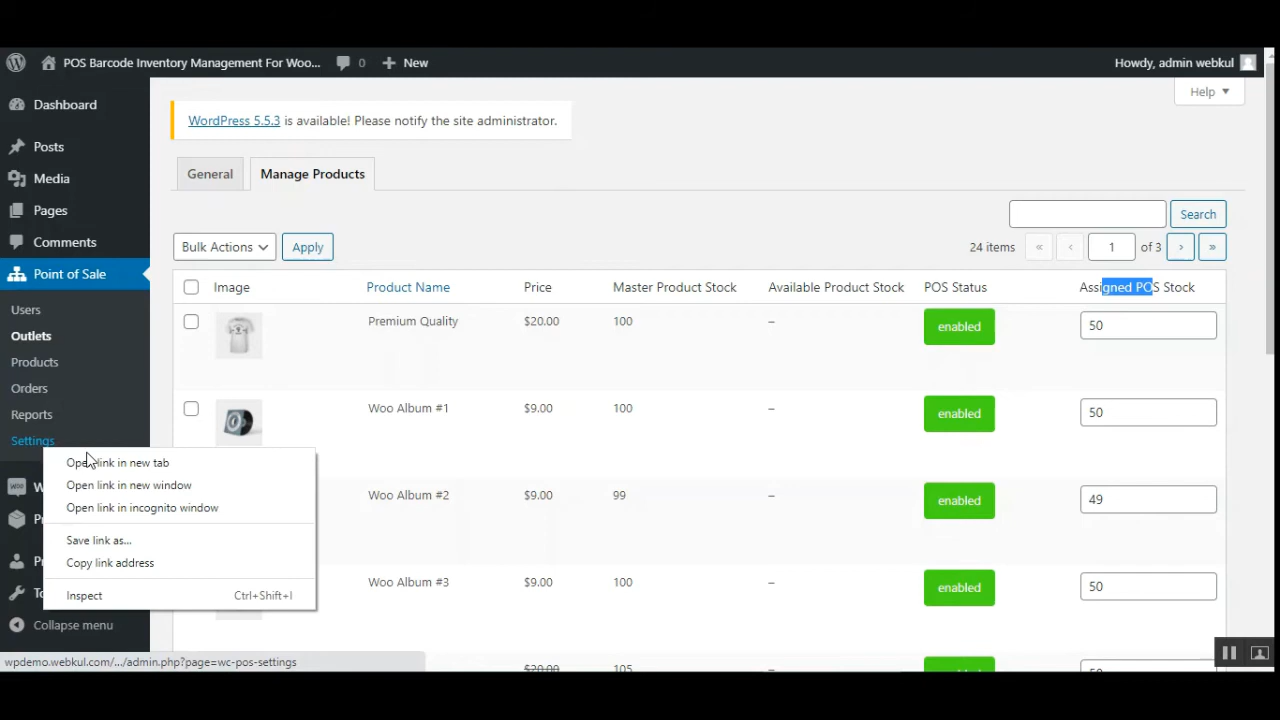 POS Barcode Inventory Management For Woo...
0
New
Howdy, admin webkul
Help
Dashboard
Posts
Media
Pages
Comments
Point of Sale
Users
Outlets
Products
Orders
Reports
Settings
Collapse menu
WordPress 5.5.3 is available! Please notify the site administrator.
General
Manage Products
Search
Bulk Actions
Apply
24 items « ‹ 1 of 3 › »
Image Product Name Price Master Product Stock Available Product Stock POS Status Assigned POS Stock
Premium Quality $20.00 100 – enabled 50
Woo Album #1 $9.00 100 – enabled 50
Woo Album #2 $9.00 99 – enabled 49
Woo Album #3 $9.00 100 – enabled 50
$20.00 105
Open link in new tab
Open link in new window
Open link in incognito window
Save link as...
Copy link address
Inspect Ctrl+Shift+I
wpdemo.webkul.com/.../admin.php?page=wc-pos-settings